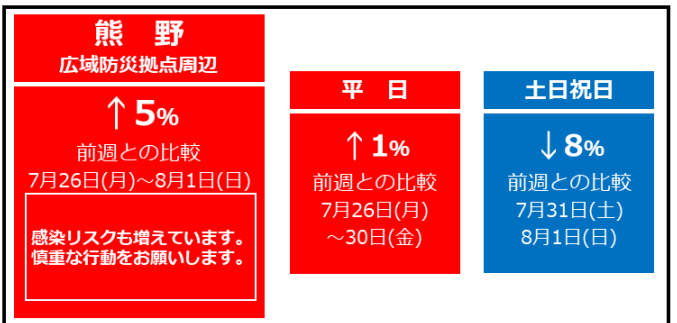 熊　野
広域防災拠点周辺
↑5%
前週との比較
7月26日(月)～8月1日(日)
感染リスクも増えています。
慎重な行動をお願いします。
平　日
↑1%
前週との比較
7月26日(月)
～30日(金)
土日祝日
↓8%
前週との比較
7月31日(土)
8月1日(日)